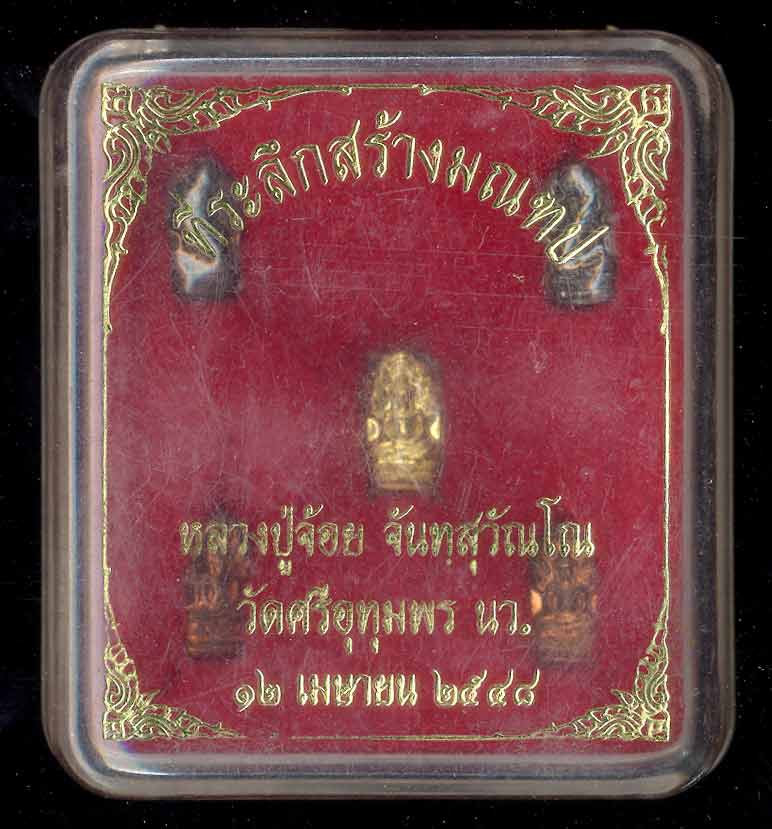 ที่ระลึกสร้างมณฑป
หลวงปู่จ้อย จันทสุวัณโณ
วัดศรีอุทุมพร นว.
๑๒ เมษายน ๒๕๔๘